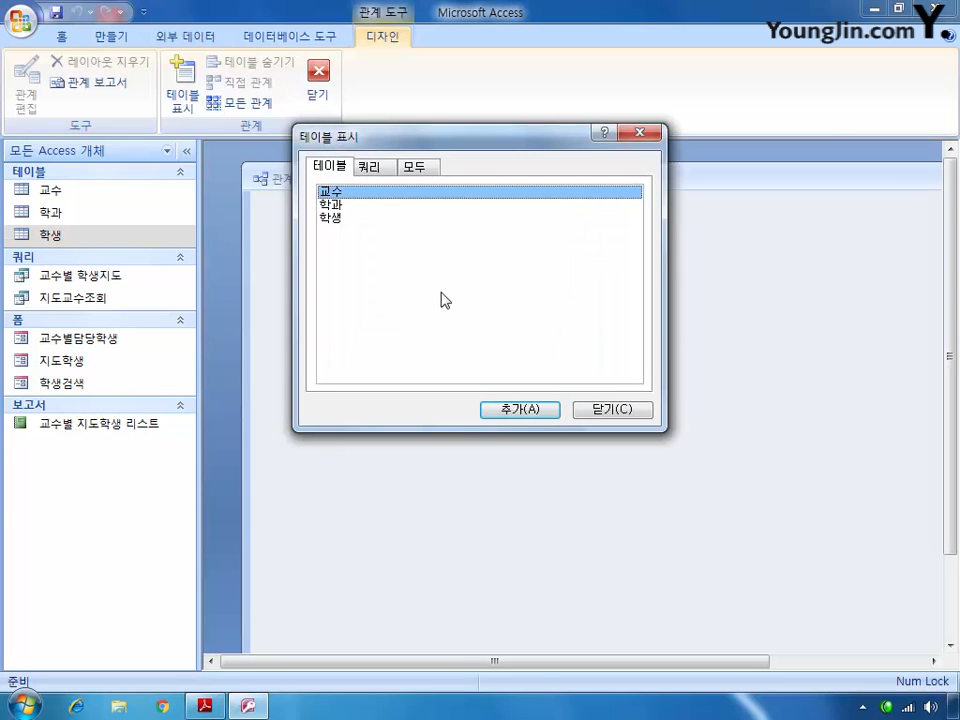 관계 도구
Microsoft Access
YoungJin.com Y.
홈
만들기
외부 데이터
데이터베이스 도구
디자인
관계
편집
레이아웃 지우기
관계 보고서
도구
테이블
표시
테이블 숨기기
직접 관계
모든 관계
닫기
관계
모든 Access 개체
테이블
교수
학과
학생
쿼리
교수별 학생지도
지도교수조회
폼
교수별담당학생
지도학생
학생검색
보고서
교수별 지도학생 리스트
관계
테이블 표시
테이블
쿼리
모두
교수
학과
학생
추가(A)
닫기(C)
준비
Num Lock